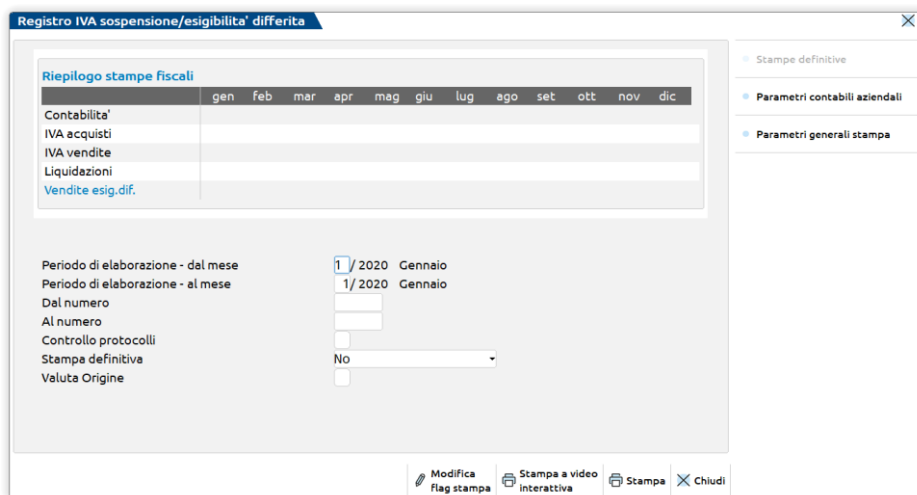 Registro IVA sospensione/esigibilita' differita
Riepilogo stampe fiscali
gen feb mar apr mag giu lug ago set ott nov dic
Contabilita'
IVA acquisti
IVA vendite
Liquidazioni
Vendite esig.dif.
Periodo di elaborazione - dal mese 1 / 2020 Gennaio
Periodo di elaborazione - al mese 1/ 2020 Gennaio
Dal numero
Al numero
Controllo protocolli
Stampa definitiva No
Valuta Origine
Stampe definitive
Parametri contabili aziendali
Parametri generali stampa
Modifica
flag stampa
Stampa a video
interattiva
Stampa
Chiudi